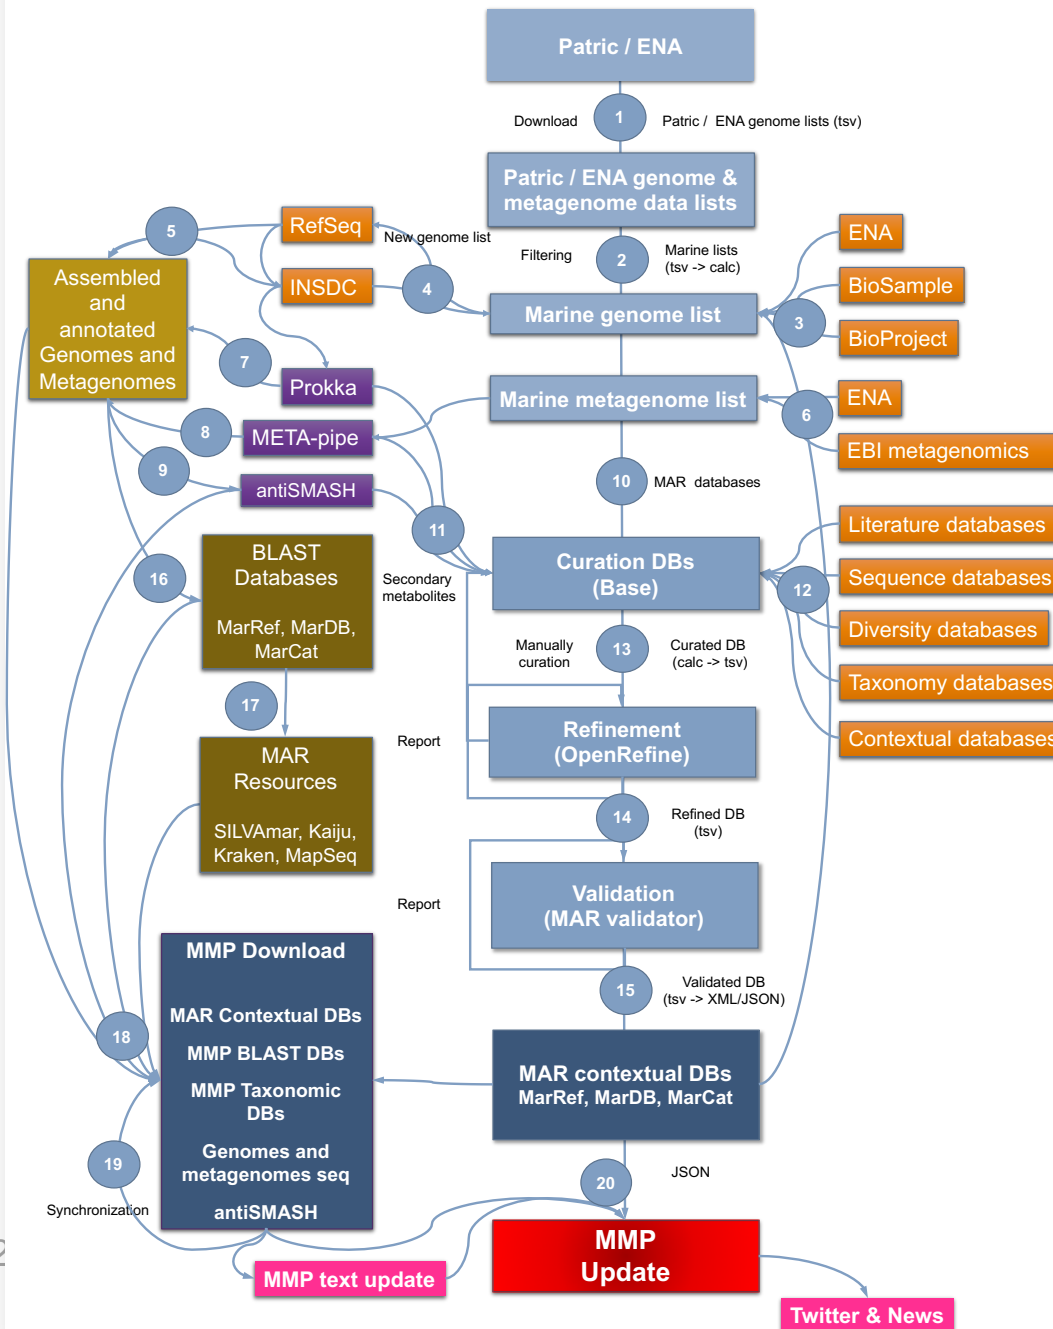 Patric / ENA
1
Download
Patric / ENA genome lists (tsv)
Patric / ENA genome &
metagenome data lists
5
RefSeq
New genome list
Filtering
2
Marine lists
(tsv -> calc)
ENA
Assembled
and
annotated
Genomes and
Metagenomes
INSDC
4
Marine genome list
3
BioSample
BioProject
7
Prokka
Marine metagenome list
ENA
6
8
META-pipe
EBI metagenomics
9
antiSMASH
10
MAR databases
11
Literature databases
BLAST
Databases
MarRef, MarDB,
MarCat
16
Secondary
metabolites
Curation DBs
(Base)
12
Sequence databases
Diversity databases
Manually
curation
13
Curated DB
(calc -> tsv)
Taxonomy databases
17
Report
Refinement
(OpenRefine)
Contextual databases
MAR
Resources
SILVAmar, Kaiju,
Kraken, MapSeq
14
Refined DB
(tsv)
Report
Validation
(MAR validator)
MMP Download
MAR Contextual DBs
MMP BLAST DBs
MMP Taxonomic
DBs
Genomes and
metagenomes seq
antiSMASH
15
Validated DB
(tsv -> XML/JSON)
18
MAR contextual DBs
MarRef, MarDB, MarCat
19
Synchronization
20
JSON
MMP
Update
MMP text update
Twitter & News